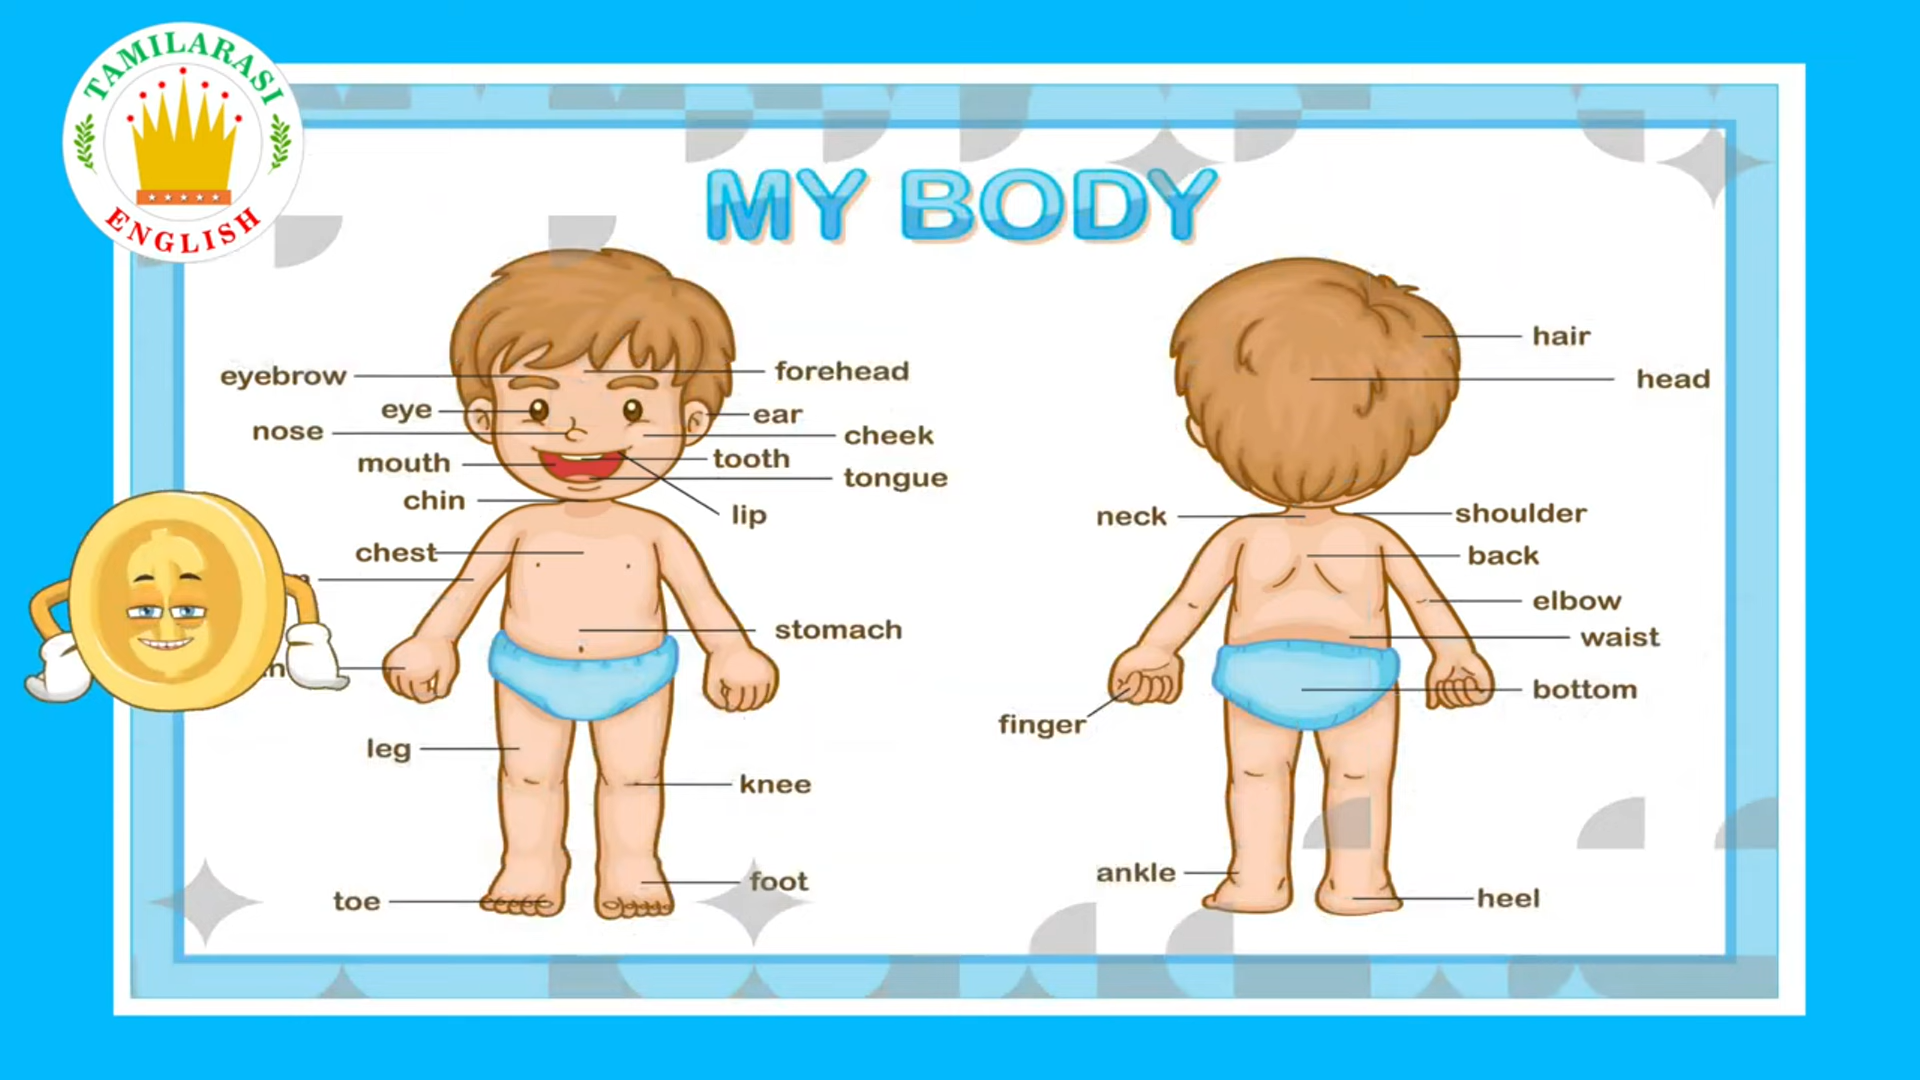 TAMILARASI
ENGLISH
MY BODY
eyebrow
forehead
eye
ear
nose
cheek
mouth
tooth
tongue
chin
lip
chest
stomach
leg
knee
foot
toe
hair
head
neck
shoulder
back
elbow
waist
bottom
finger
ankle
heel